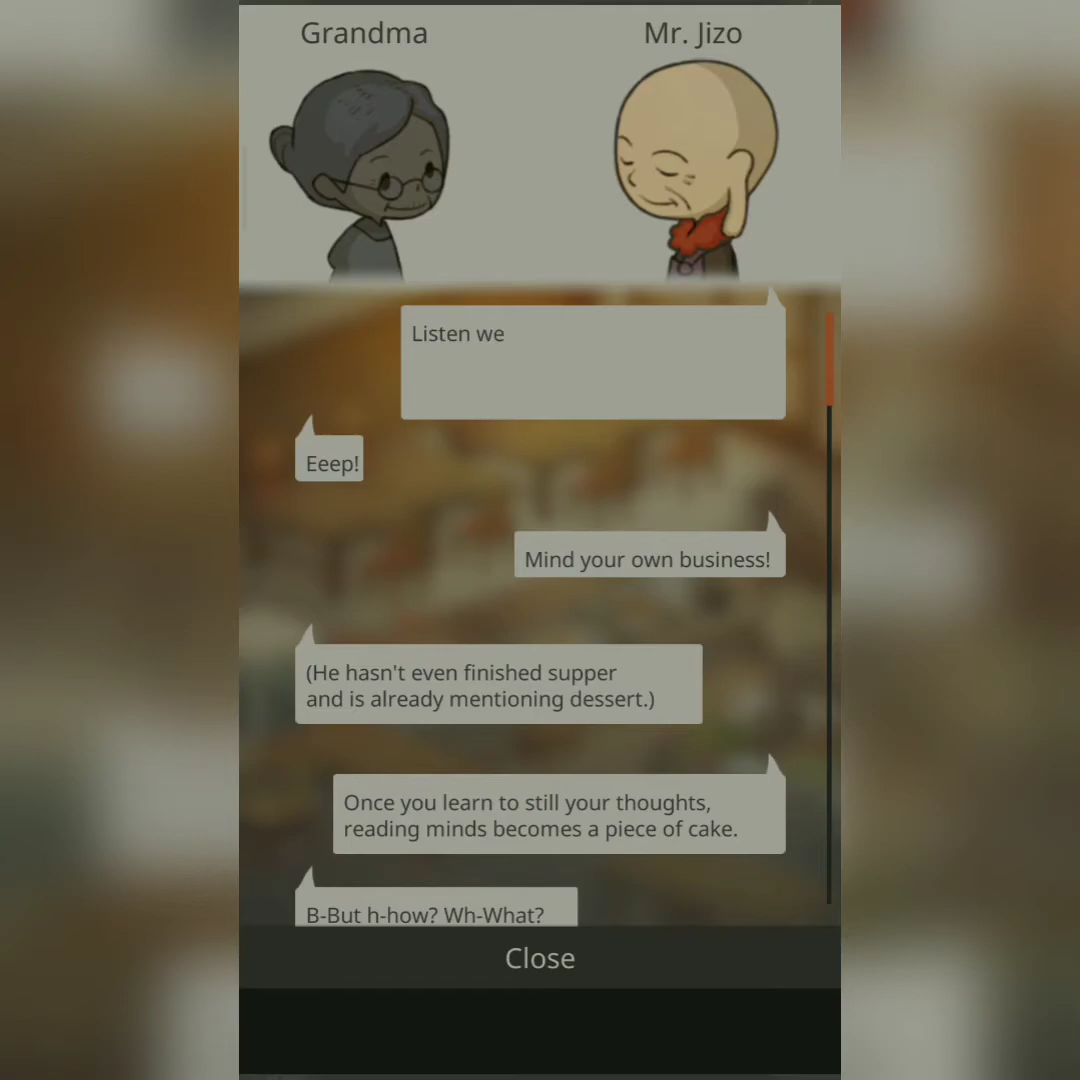 Grandma
Mr. Jizo
Listen we
Eeep!
Mind your own business!
(He hasn't even finished supper
and is already mentioning dessert.)
Once you learn to still your thoughts,
reading minds becomes a piece of cake.
B-But h-how? Wh-What?
Close